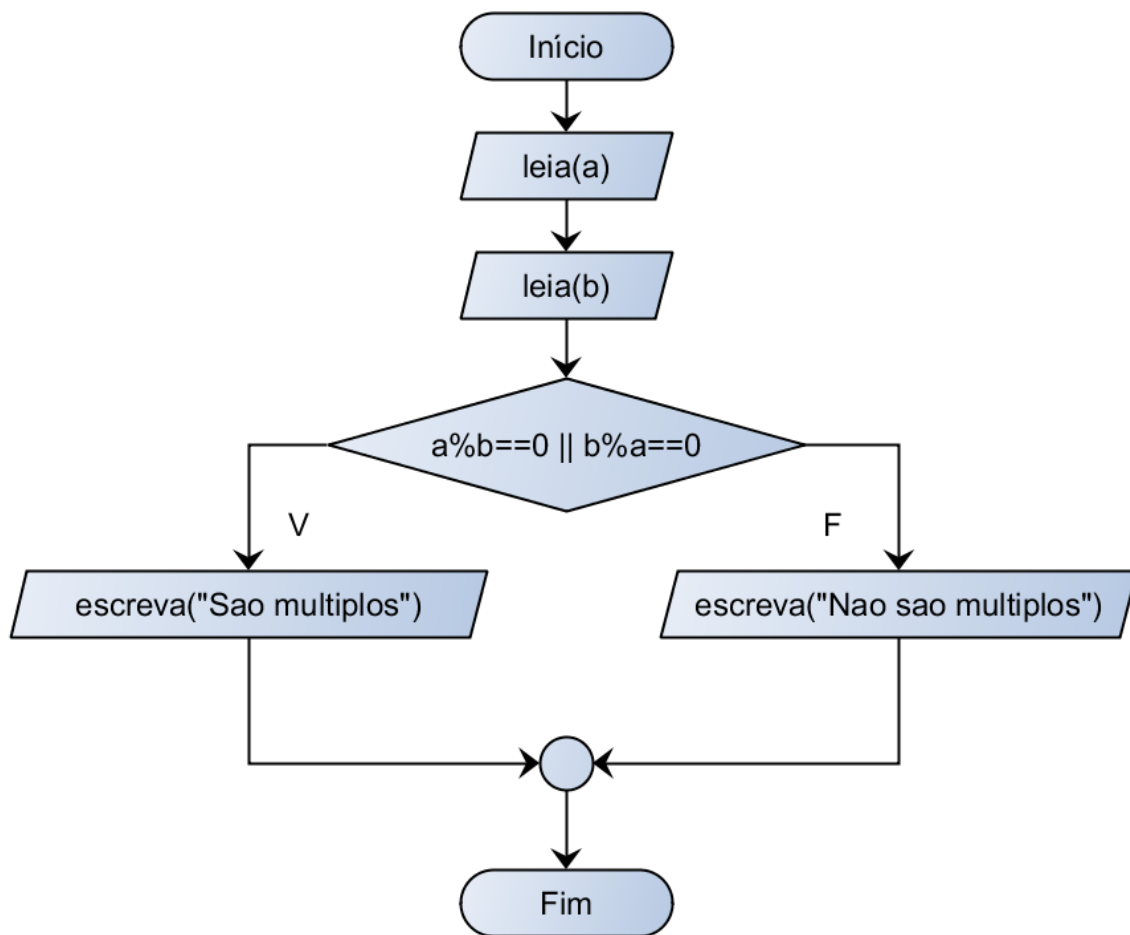 Início
leia(a)
leia(b)
a%b==0 || b%a==0
V
F
escreva("Sao multiplos")
escreva("Nao sao multiplos")
Fim